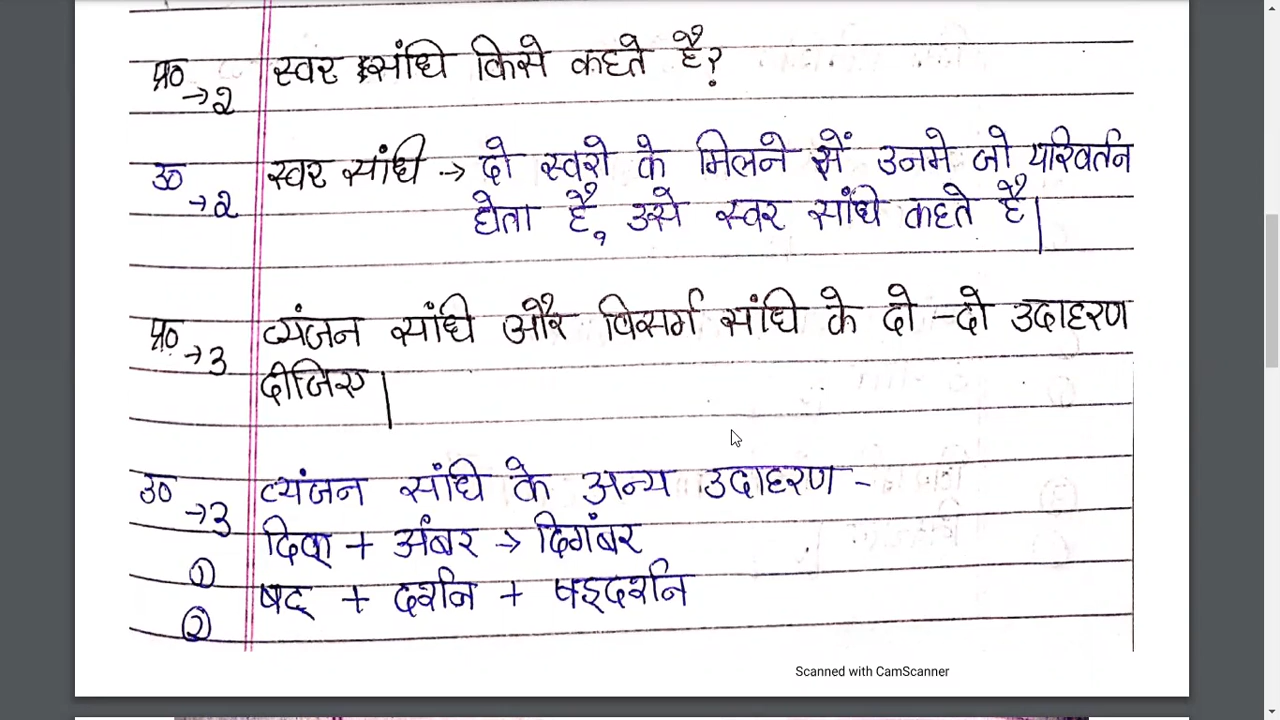 प्र० →2 स्वर संधि किसे कहते है?
उ० →2 स्वर संधि → दो स्वरो के मिलने से उनमे जो परिवर्तन
होता है, उसे स्वर संधि कहते है|
प्र० →3 व्यंजन संधि और विसर्ग संधि के दो -दो उदाहरण
दीजिए|
उ० →3 व्यंजन संधि के अन्य उदाहरण -
① दिक् + अंबर → दिगंबर
② षट् + दर्शन + षड्दर्शन
Scanned with CamScanner